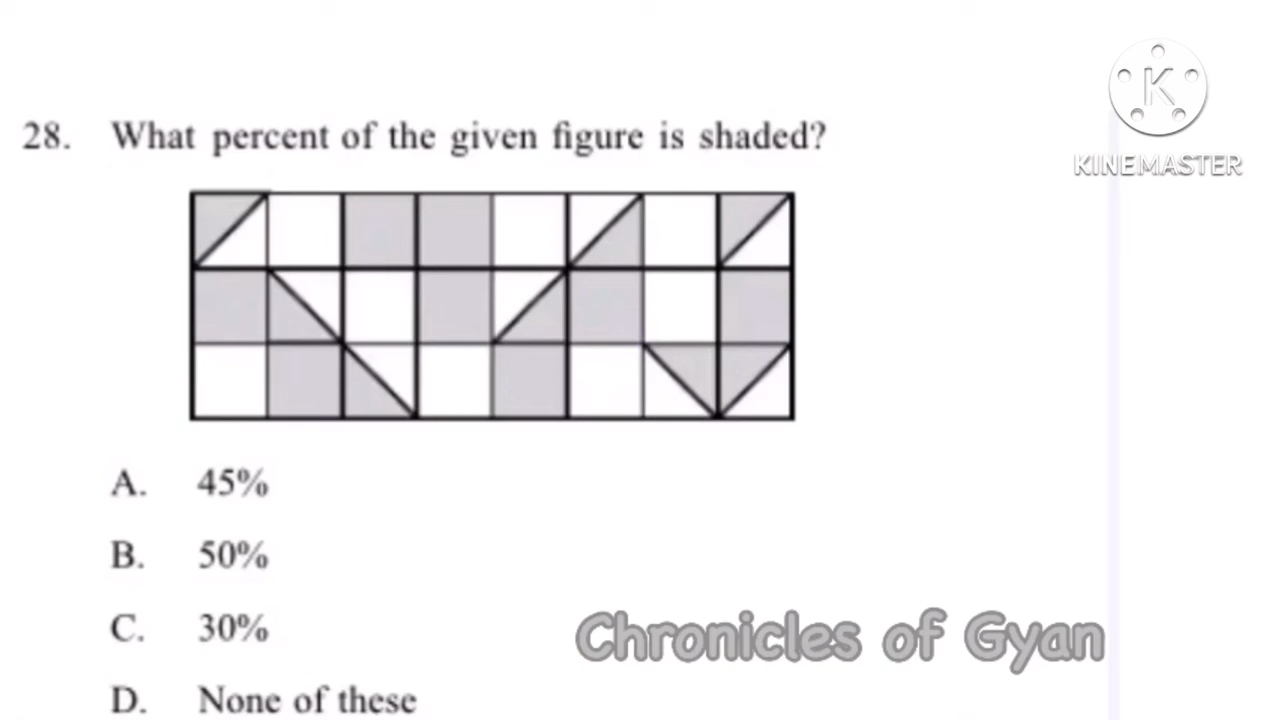 28. What percent of the given figure is shaded?
K
KINEMASTER
A. 45%
B. 50%
C. 30%
Chronicles of Gyan
D. None of these